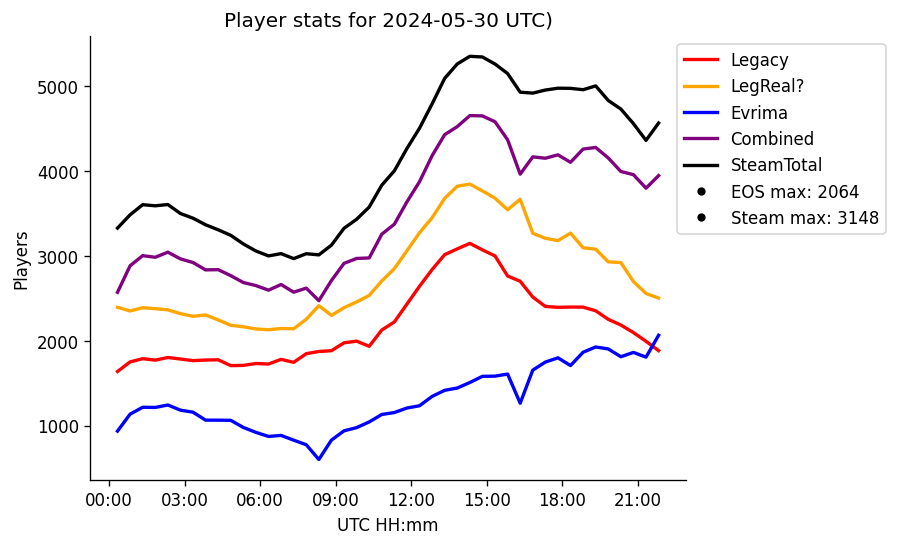 Player stats for 2024-05-30 UTC)
Players
5000
4000
3000
2000
1000
00:00 03:00 06:00 09:00 12:00 15:00 18:00 21:00
UTC HH:mm
Legacy
LegReal?
Evrima
Combined
SteamTotal
EOS max: 2064
Steam max: 3148